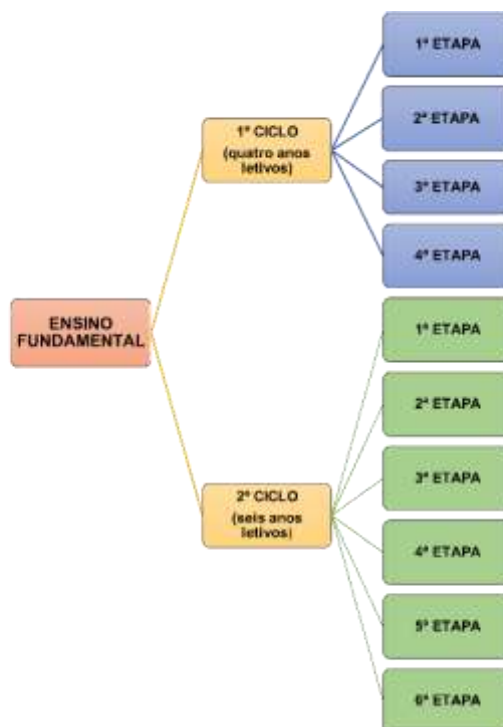 ENSINO
FUNDAMENTAL
1º CICLO
(quatro anos
letivos)
1ª ETAPA
2ª ETAPA
3ª ETAPA
4ª ETAPA
2º CICLO
(seis anos
letivos)
1ª ETAPA
2ª ETAPA
3ª ETAPA
4ª ETAPA
5ª ETAPA
6ª ETAPA